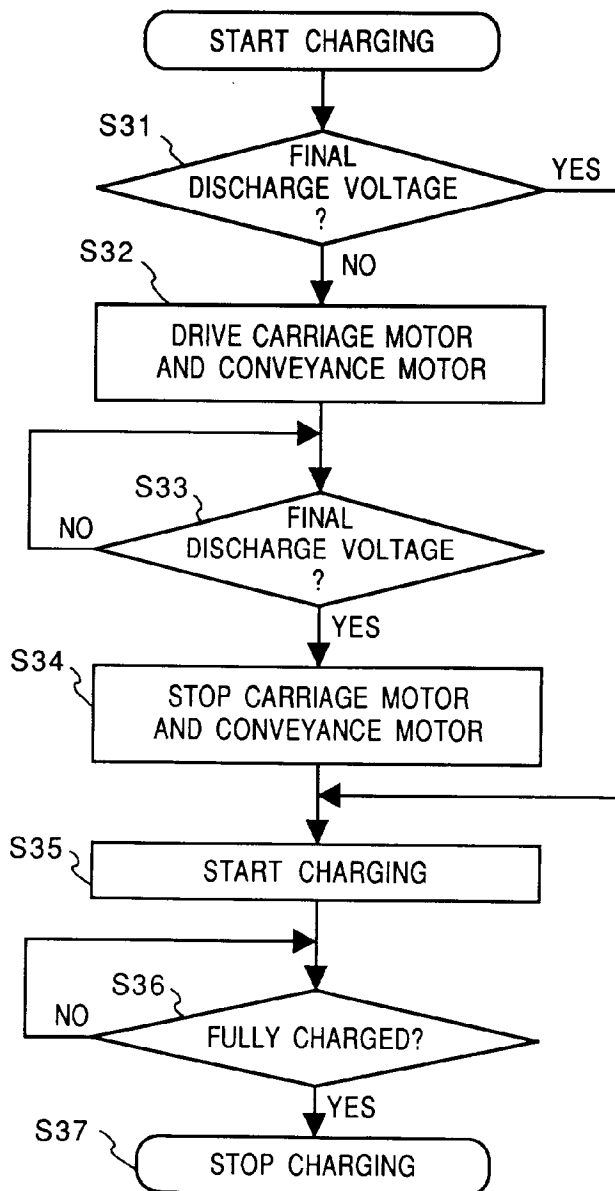 START CHARGING
S31
FINAL
DISCHARGE VOLTAGE
?
YES
NO
S32
DRIVE CARRIAGE MOTOR
AND CONVEYANCE MOTOR
S33
FINAL
DISCHARGE VOLTAGE
?
NO
YES
S34
STOP CARRIAGE MOTOR
AND CONVEYANCE MOTOR
S35
START CHARGING
S36
FULLY CHARGED?
NO
YES
S37
STOP CHARGING